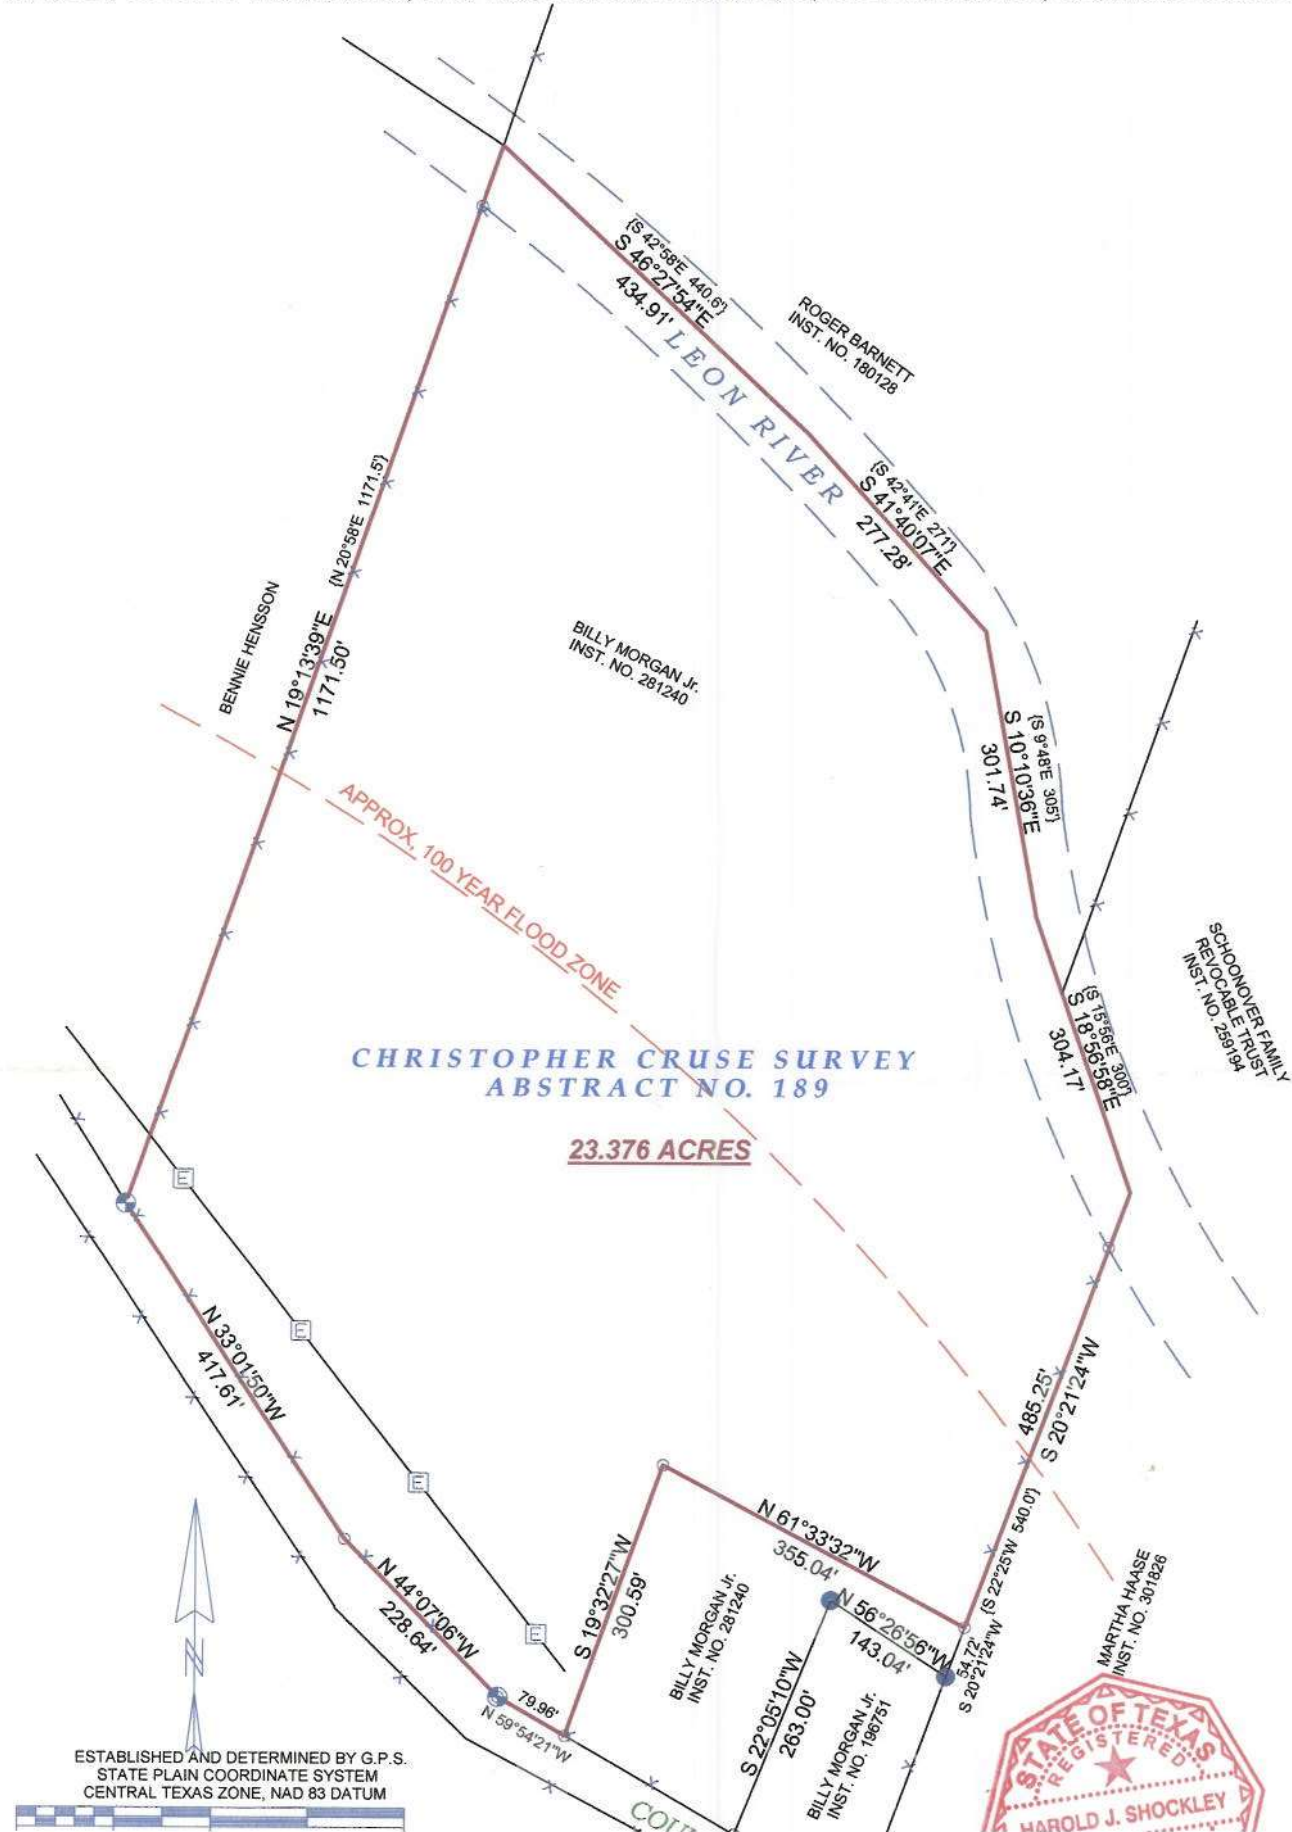 {S 42°58'E 440.6'}
S 46°27'54"E
434.91'
LEON RIVER
ROGER BARNETT
INST. NO. 180128
{S 42°41'E 271'}
S 41°40'07"E
277.28'
{N 20°58'E 1171.5'}
N 19°13'39"E
1171.50'
BENNIE HENSSON
BILLY MORGAN Jr.
INST. NO. 281240
{S 9°48'E 305'}
S 10°10'36"E
301.74'
APPROX, 100 YEAR FLOOD ZONE
SCHOONOVER FAMILY
REVOCABLE TRUST
INST. NO. 259194
{S 15°56'E 300'}
S 18°56'58"E
304.17'
CHRISTOPHER CRUSE SURVEY
ABSTRACT NO. 189
23.376 ACRES
E
E
E
E
N 33°01'50"W
417.61'
485.25'
S 20°21'24"W
{S 22°25'W 540.0'}
N 61°33'32"W
355.04'
N 44°07'06"W
228.64'
S 19°32'27"W
300.59'
BILLY MORGAN Jr.
INST. NO. 281240
N 56°26'56"W
143.04'
54.72'
S 20°21'24"W
MARTHA HAASE
INST. NO. 301826
79.96'
N 59°54'21"W
S 22°05'10"W
263.00'
BILLY MORGAN Jr.
INST. NO. 196751
N
ESTABLISHED AND DETERMINED BY G.P.S.
STATE PLAIN COORDINATE SYSTEM
CENTRAL TEXAS ZONE, NAD 83 DATUM
STATE OF TEXAS
REGISTERED
HAROLD J. SHOCKLEY